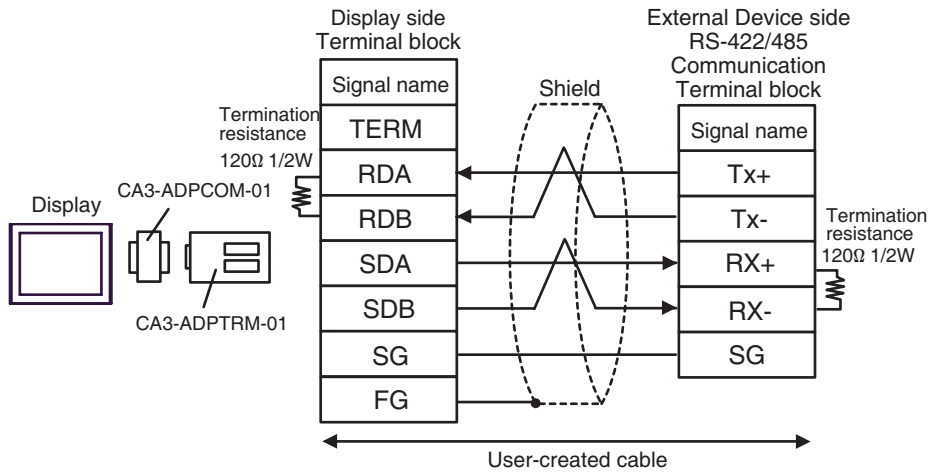 Display side
Terminal block
External Device side
RS-422/485
Communication
Terminal block
Signal name
Shield
Signal name
Termination
resistance
120Ω 1/2W
TERM
RDA
Tx+
CA3-ADPCOM-01
Display
RDB
Tx-
Termination
resistance
120Ω 1/2W
SDA
RX+
CA3-ADPTRM-01
SDB
RX-
SG
SG
FG
User-created cable